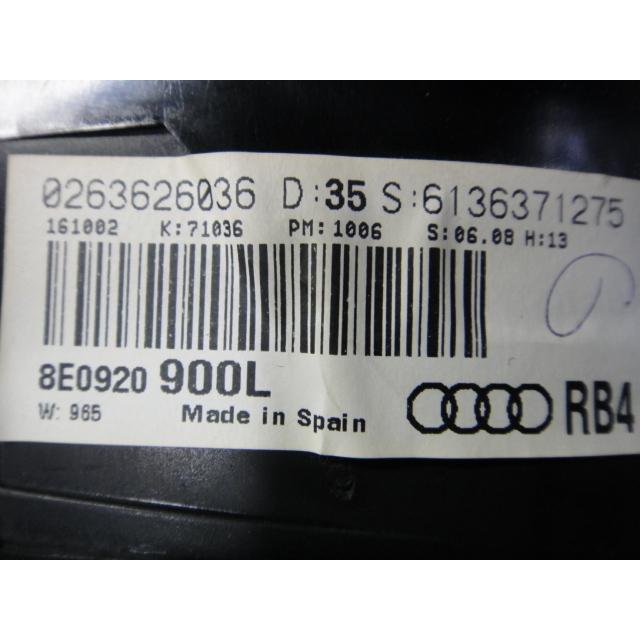 0263626036 D:35 S:6136371275
161002 K:71036 PM:1006 S:06.08 H:13
8E0920 900L
W: 965 Made in Spain RB4